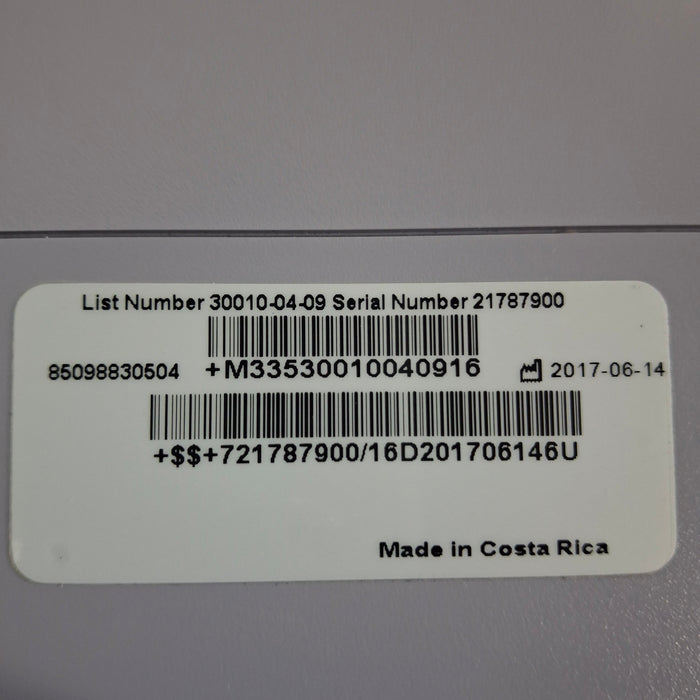 List Number 30010-04-09 Serial Number 21787900
85098830504 +M33530010040916 2017-06-14
+$$+721787900/16D201706146U
Made in Costa Rica